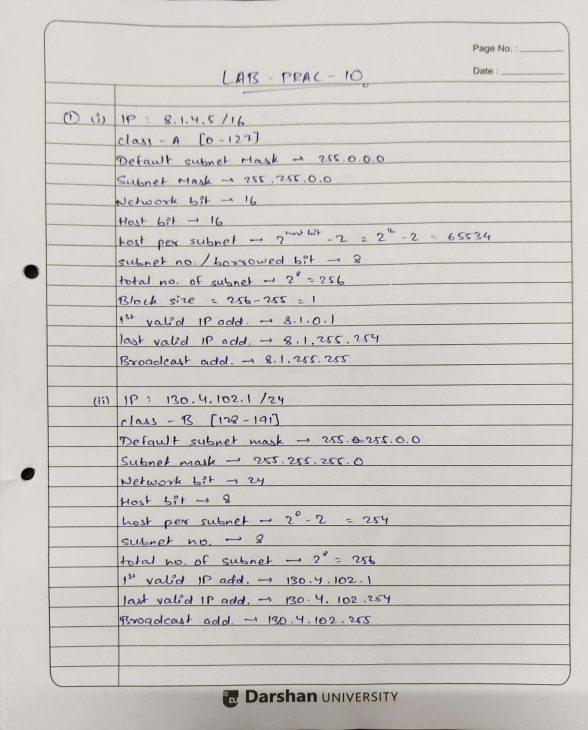 Page No. :
Date :
LAB - PRAC - 10
① (i) IP : 8.1.4.5 /16
class - A [0-127]
Default subnet Mask → 255.0.0.0
Subnet Mask → 255.255.0.0
Network bit → 16
Host bit → 16
host per subnet → 2^host bit - 2 = 2^16 - 2 = 65534
subnet no. / borrowed bit → 8
total no. of subnet → 2^8 = 256
Block size = 256-255 = 1
1st valid IP add. → 8.1.0.1
last valid IP add. → 8.1.255.254
Broadcast add. → 8.1.255.255
(ii) IP : 130.4.102.1 /24
class - B [128-191]
Default subnet mask → 255.255.0.0
Subnet mask → 255.255.255.0
Network bit → 24
Host bit → 8
host per subnet → 2^8 - 2 = 254
subnet no. → 8
total no. of subnet → 2^8 = 256
1st valid IP add. → 130.4.102.1
last valid IP add. → 130.4.102.254
Broadcast add. → 130.4.102.255
Darshan UNIVERSITY